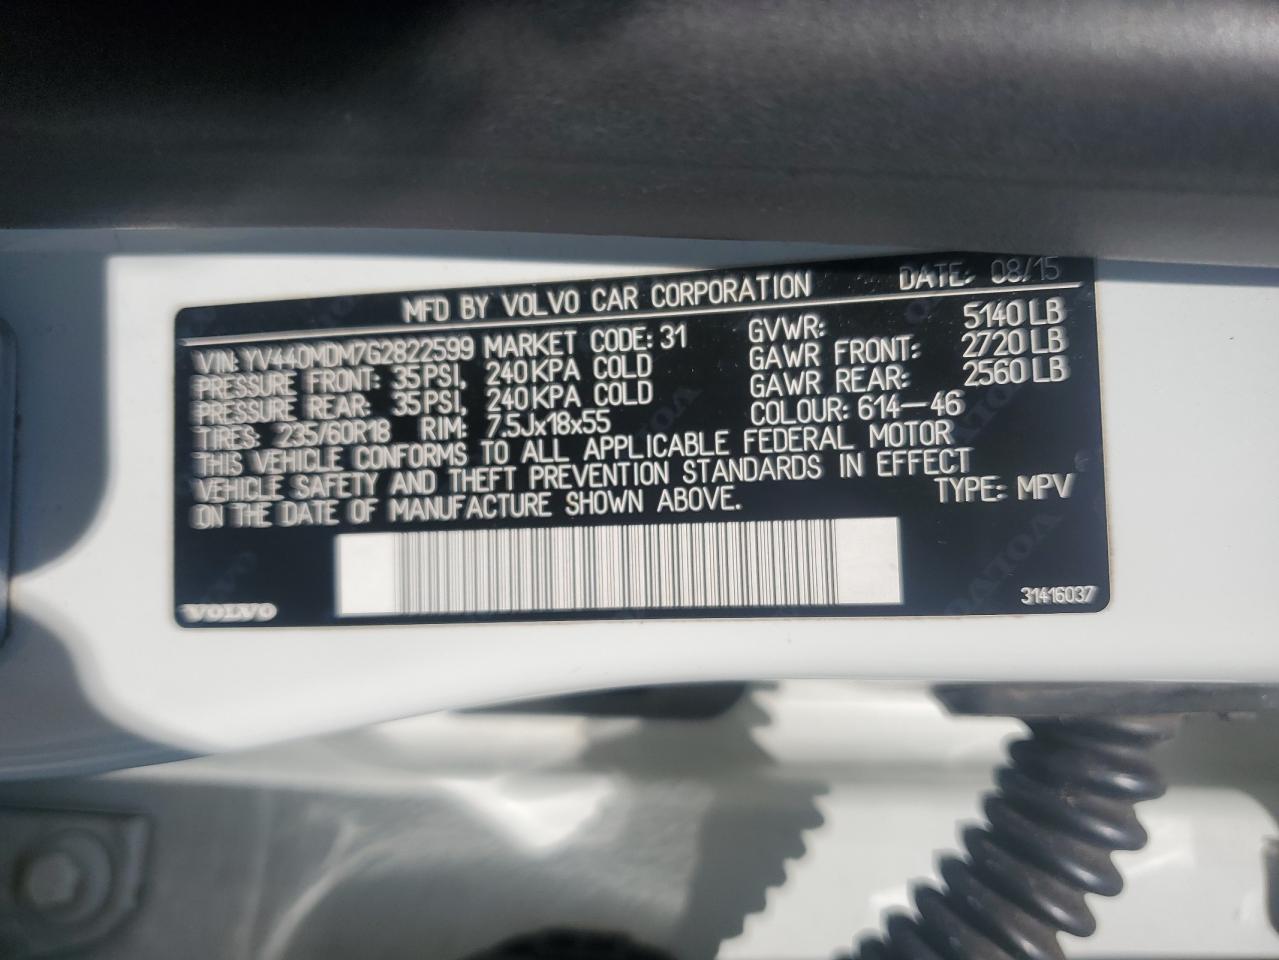 MFD BY VOLVO CAR CORPORATION DATE: 08/15
VIN: YV440MDM7G2822599 MARKET CODE: 31 GVWR: 5140 LB
PRESSURE FRONT: 35 PSI, 240 KPA COLD GAWR FRONT: 2720 LB
PRESSURE REAR: 35 PSI, 240 KPA COLD GAWR REAR: 2560 LB
TIRES: 235/60R18 RIM: 7.5Jx18x55 COLOUR: 614-46
THIS VEHICLE CONFORMS TO ALL APPLICABLE FEDERAL MOTOR
VEHICLE SAFETY AND THEFT PREVENTION STANDARDS IN EFFECT
ON THE DATE OF MANUFACTURE SHOWN ABOVE. TYPE: MPV
VOLVO 31416037